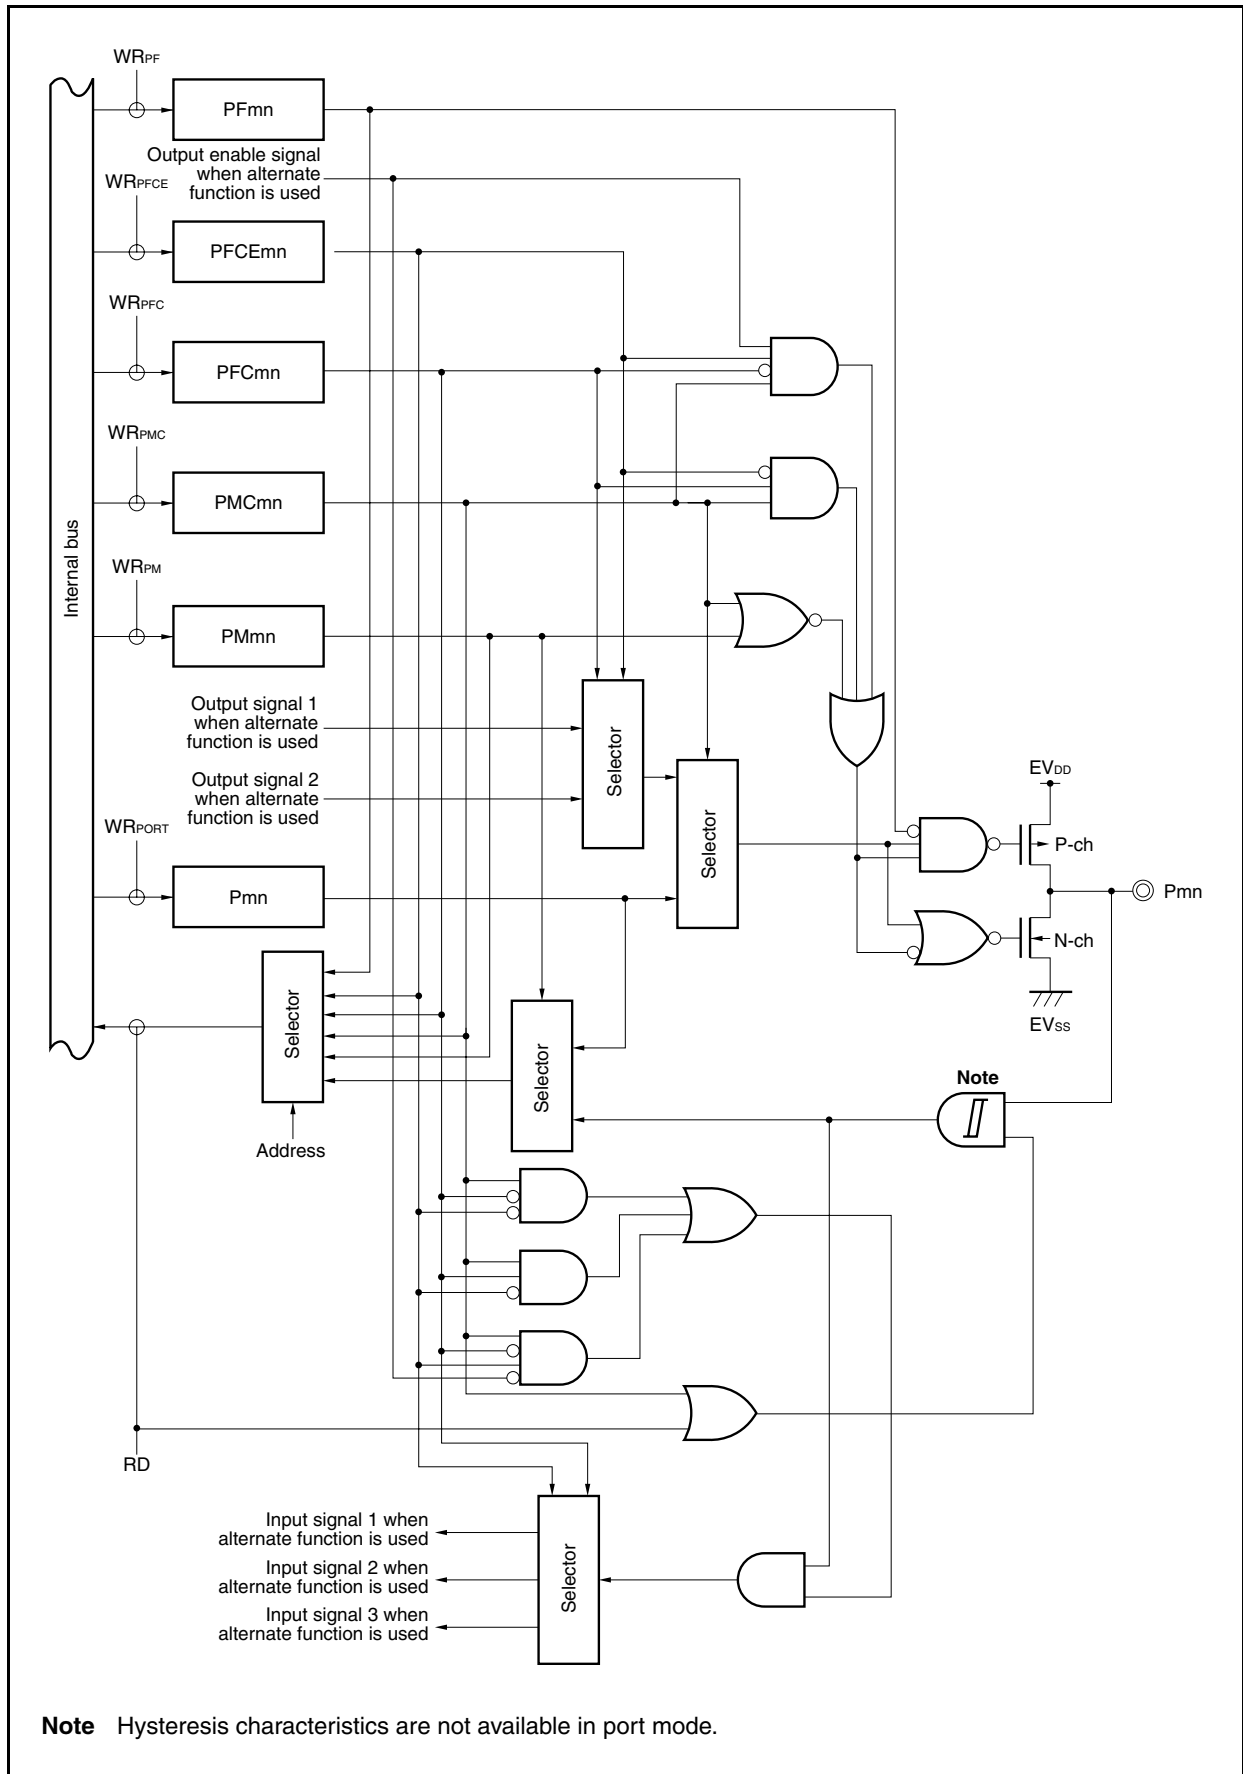 WRPF
PFmn
Output enable signal
when alternate
function is used
WRPFCE
PFCEmn
WRPFC
PFCmn
WRPMC
PMCmn
Internal bus
WRPM
PMmn
Output signal 1
when alternate
function is used
Selector
Output signal 2
when alternate
function is used
Selector
EVDD
P-ch
WRPORT
Pmn
Pmn
N-ch
EVSS
Selector
Selector
Address
Note
RD
Input signal 1 when
alternate function is used
Input signal 2 when
alternate function is used
Input signal 3 when
alternate function is used
Selector
Note Hysteresis characteristics are not available in port mode.